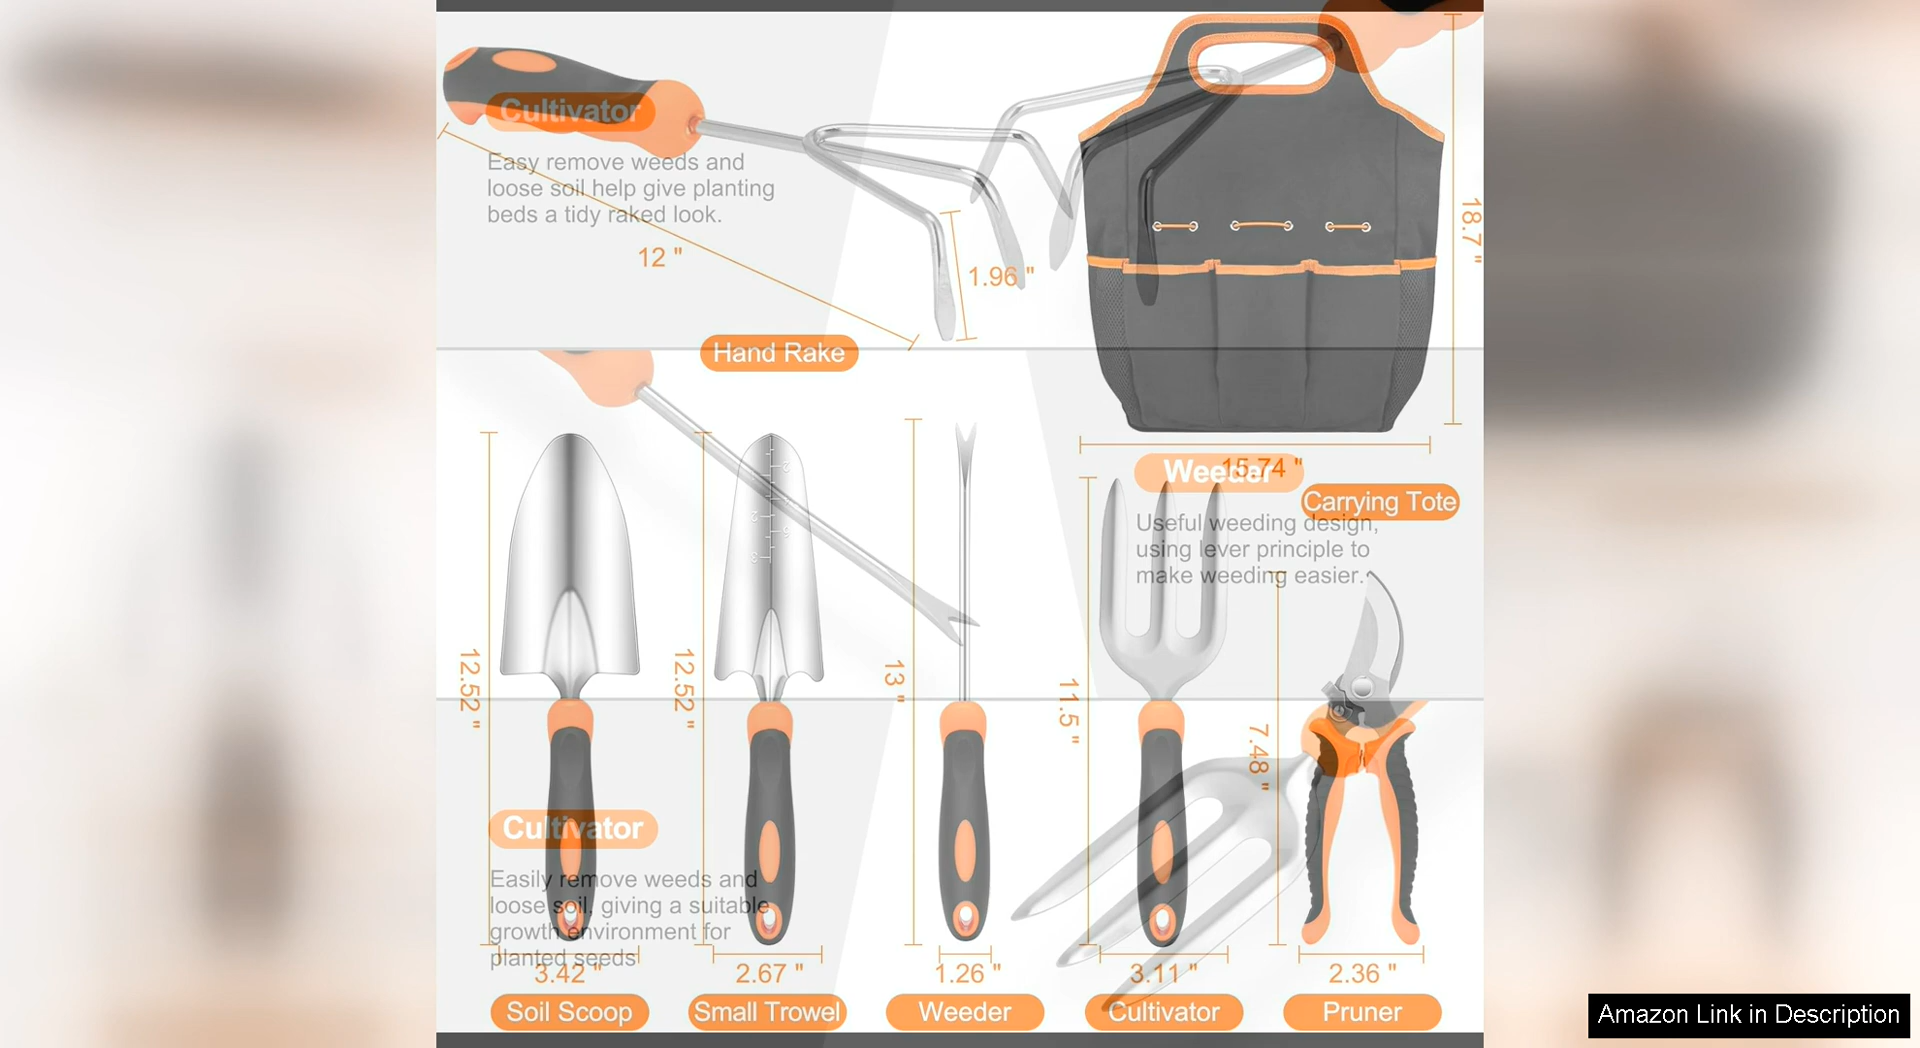 Cultivator
Easy remove weeds and
loose soil help give planting
beds a tidy raked look.
12 "
1.96 "
Hand Rake
18.7 "
15.74 "
Carrying Tote
Weeder
Useful weeding design,
using lever principle to
make weeding easier.
12.52 "
12.52 "
13 "
11.5 "
7.48 "
Cultivator
Easily remove weeds and
loose soil, giving a suitable
growth environment for
planted seeds
3.42 "
2.67 "
1.26 "
3.11 "
2.36 "
Soil Scoop
Small Trowel
Weeder
Cultivator
Pruner
Amazon Link in Description